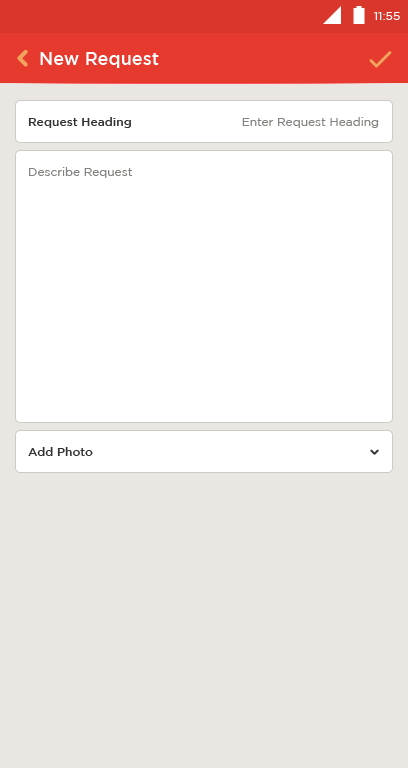 11:55
New Request
Request Heading Enter Request Heading
Describe Request
Add Photo